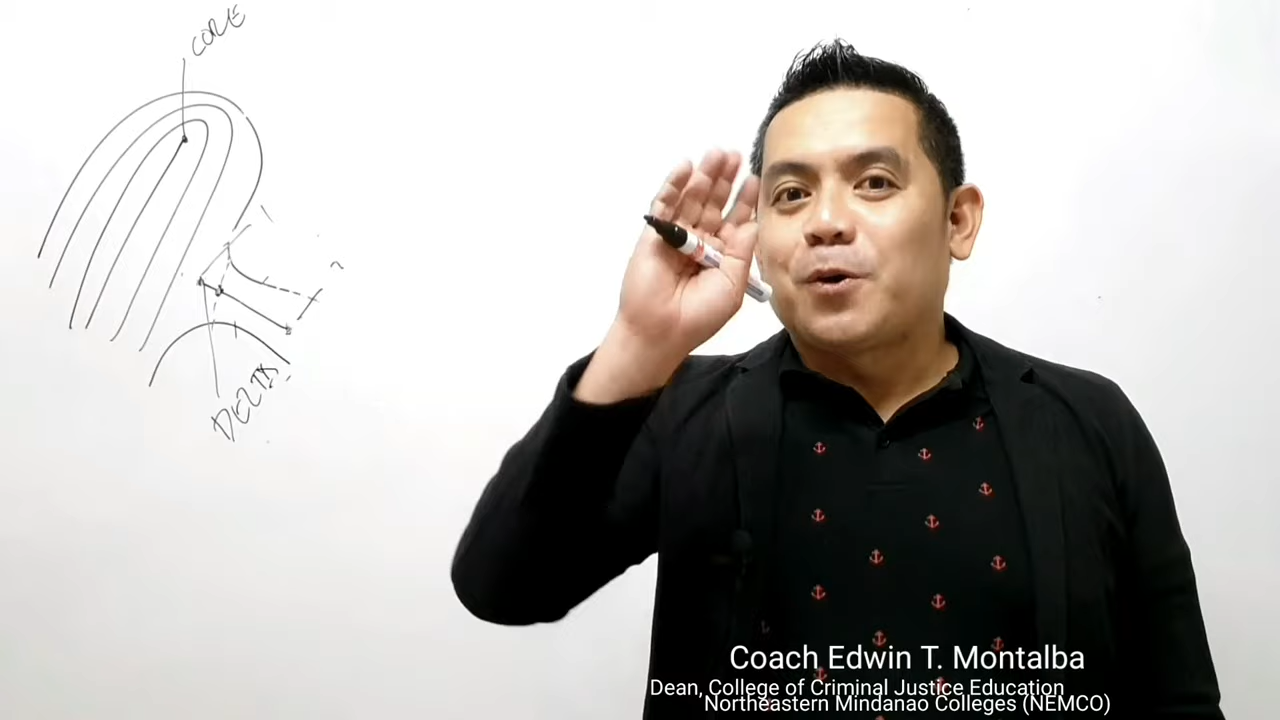 CORE
DELTA
Coach Edwin T. Montalba
Dean, College of Criminal Justice Education
Northeastern Mindanao Colleges (NEMCO)